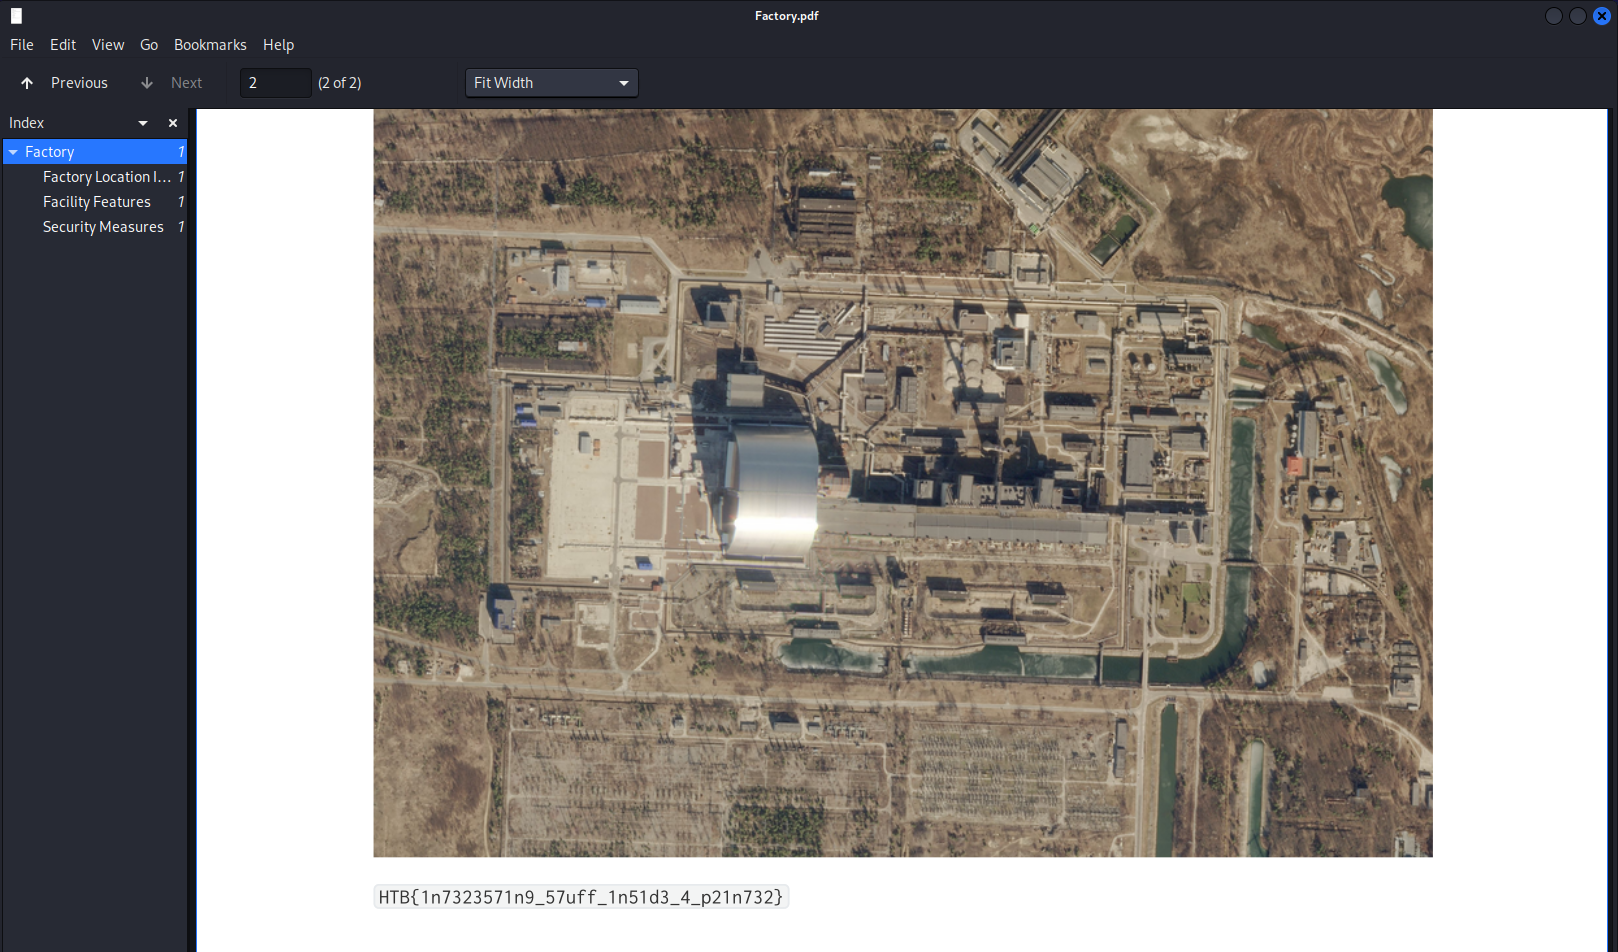 Factory.pdf
File Edit View Go Bookmarks Help
Previous Next 2 (2 of 2) Fit Width
Index
Factory 1
Factory Location I... 1
Facility Features 1
Security Measures 1
HTB{1n7323571n9_57uff_1n51d3_4_p21n732}